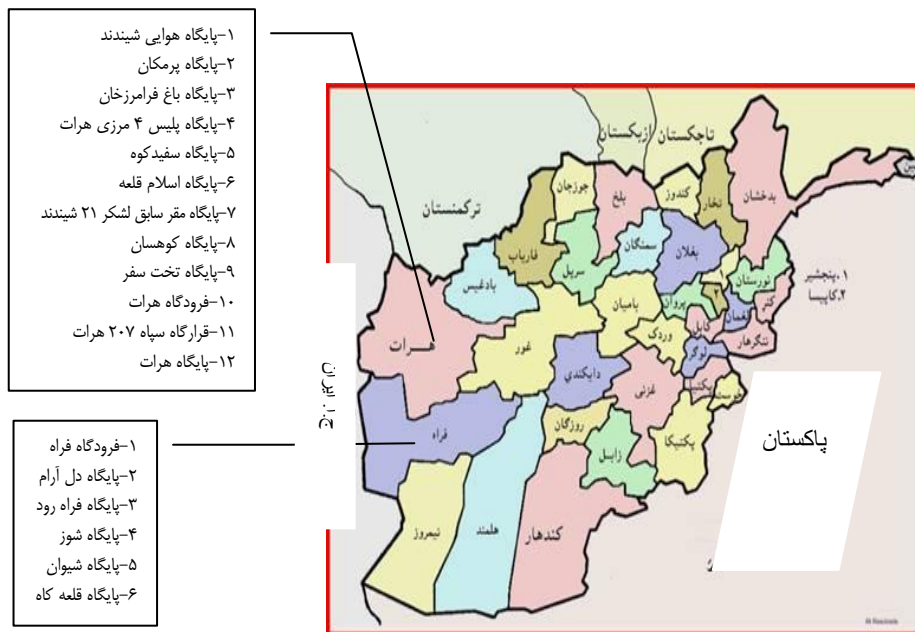 ۱-پایگاه هوایی شیندند
۲-پایگاه پرمکان
۳-پایگاه باغ فرامرزخان
۴-پایگاه پلیس ۴ مرزی هرات
۵-پایگاه سفیدکوه
۶-پایگاه اسلام قلعه
۷-پایگاه مقر سابق لشکر ۲۱ شیندند
۸-پایگاه کوهسان
۹-پایگاه تخت سفر
۱۰-فرودگاه هرات
۱۱-قرارگاه سپاه ۲۰۷ هرات
۱۲-پایگاه هرات
۱-فرودگاه فراه
۲-پایگاه دل آرام
۳-پایگاه فراه رود
۴-پایگاه شوز
۵-پایگاه شیوان
۶-پایگاه قلعه کاه
ج.ا. ایران
ترکمنستان
ازبکستان
تاجکستان
پاکستان
بدخشان
تخار
کندوز
بلخ
جوزجان
فاریاب
سرپل
سمنگان
بغلان
نورستان
۱.پنجشیر
۲.کاپیسا
کنر
لغمان
ننگرهار
۱
۲
پروان
کابل
وردک
بامیان
لوگر
بادغیس
هرات
غور
دایکندي
غزنی
پکتیا
خوست
پکتیکا
فراه
روزگان
زابل
نیمروز
هلمند
کندهار